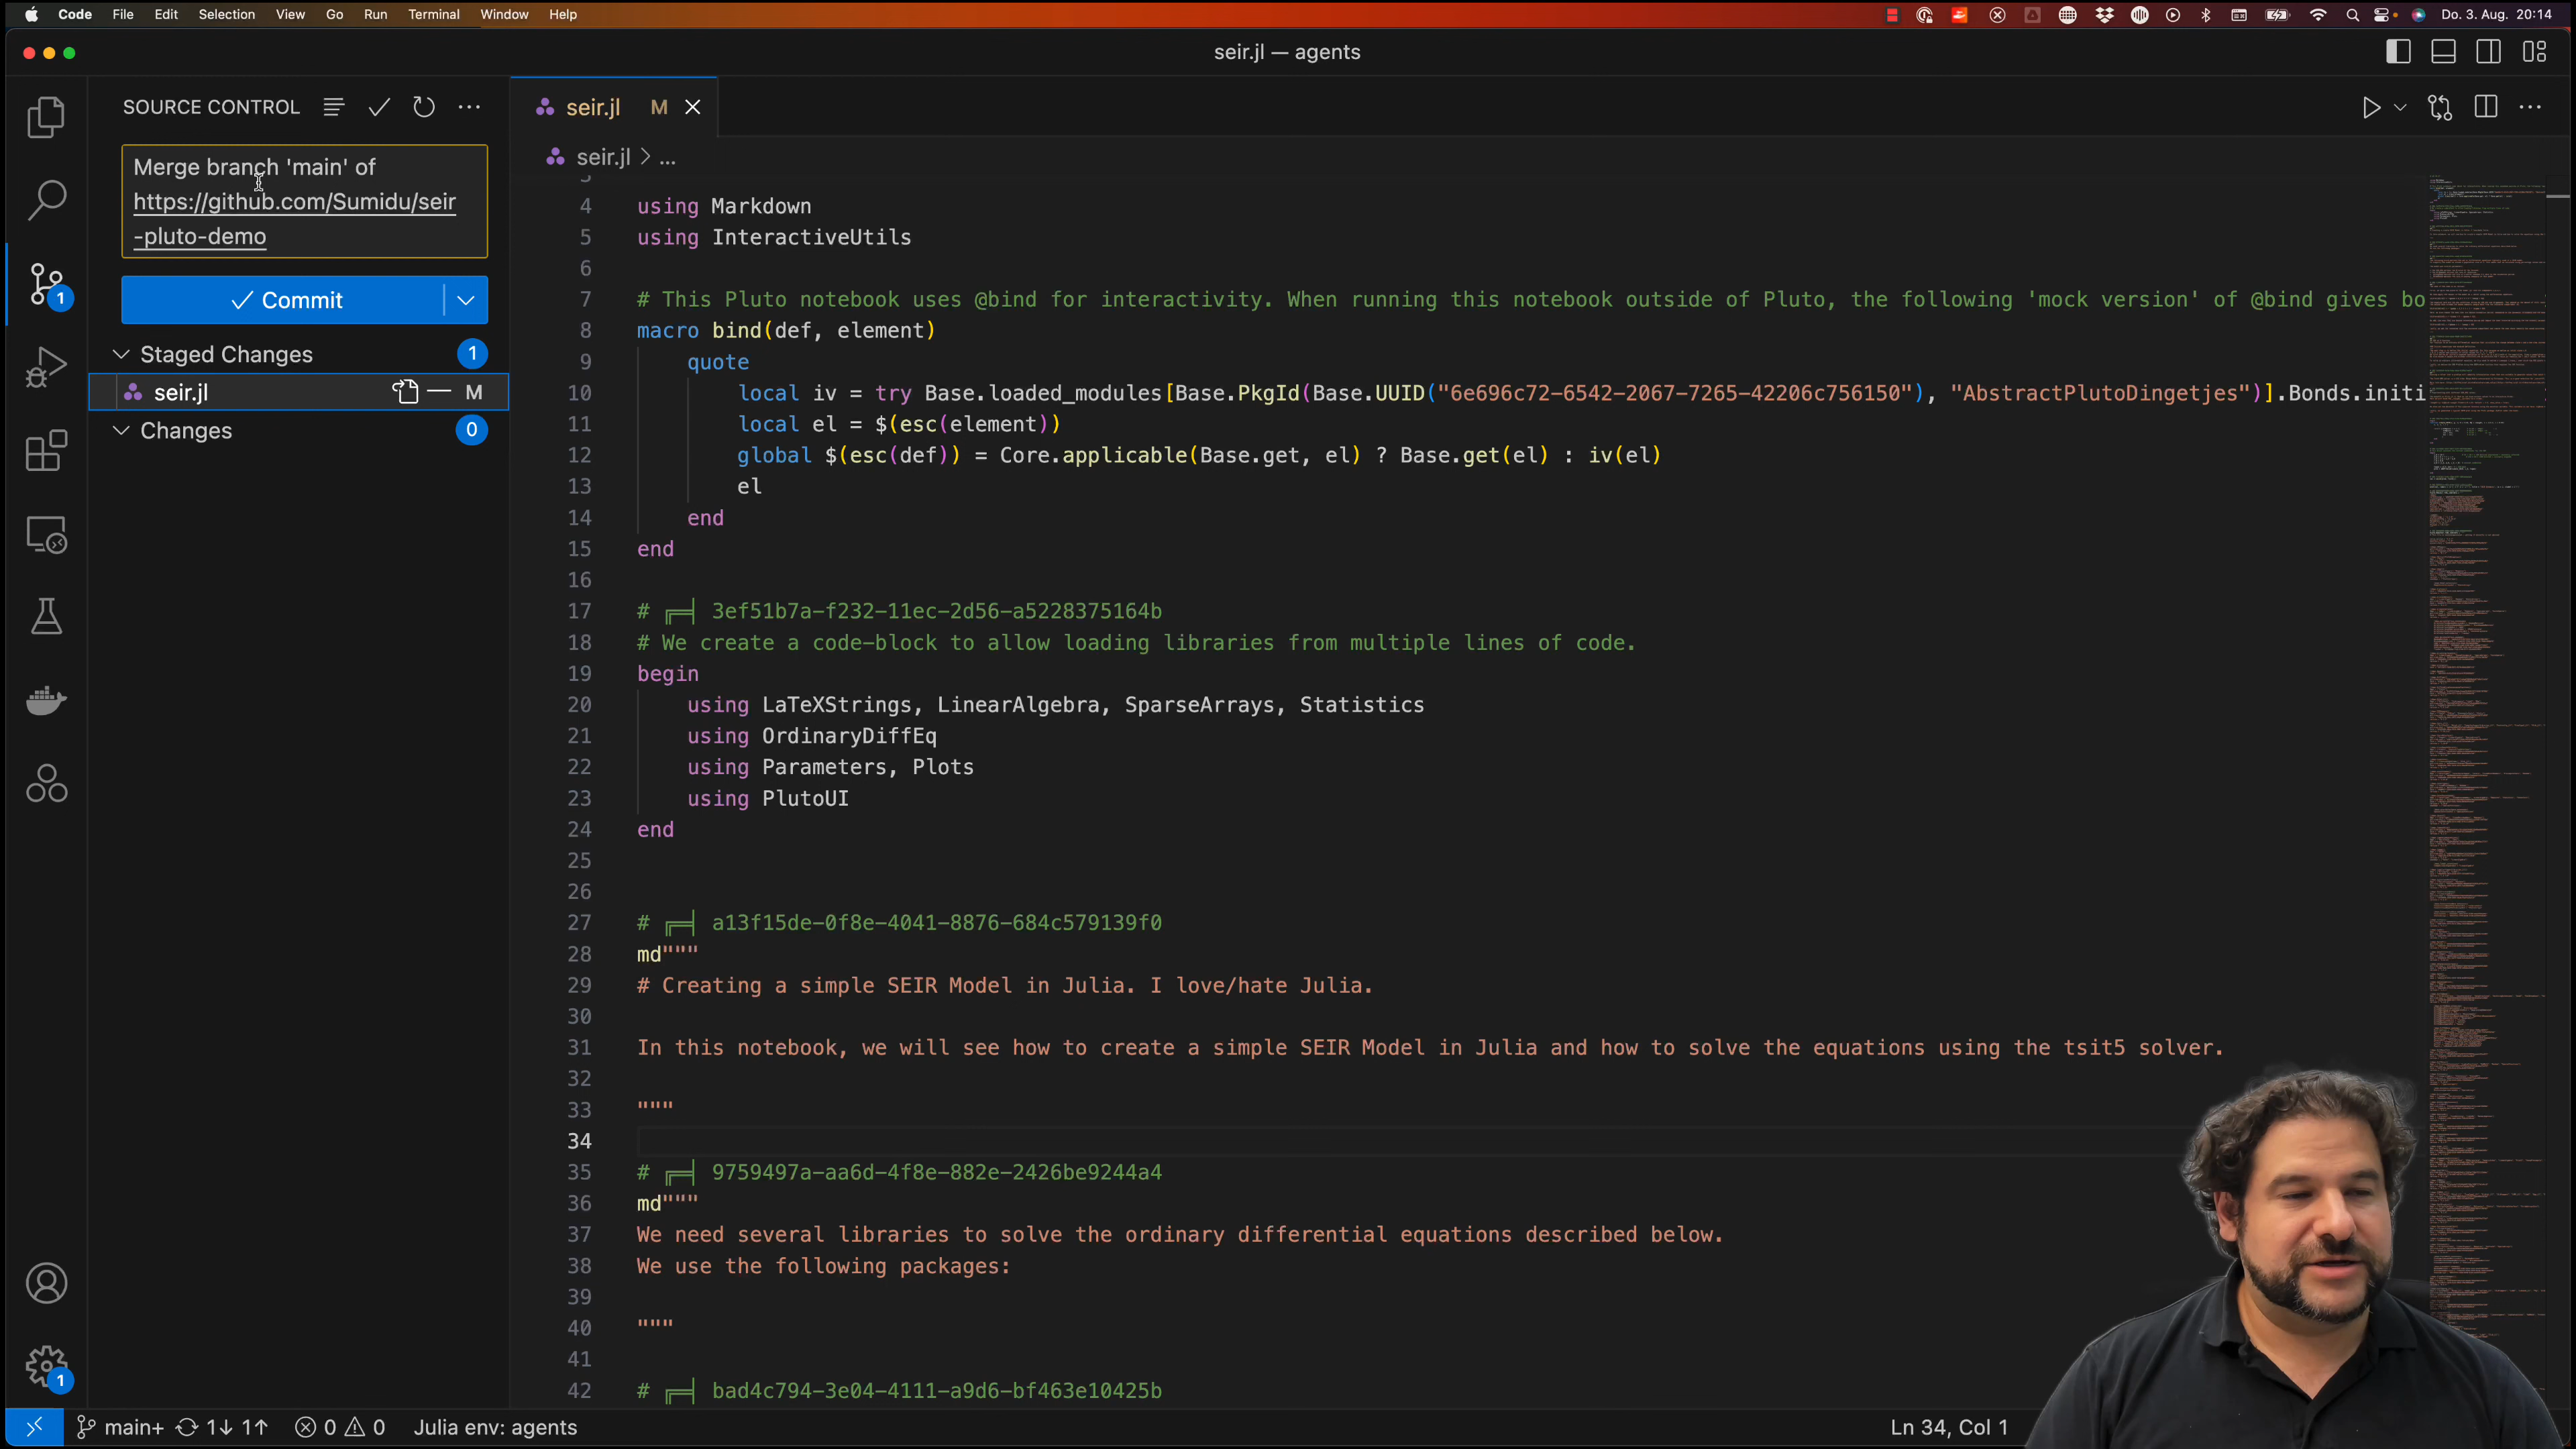 Code File Edit Selection View Go Run Terminal Window Help
Do. 3. Aug. 20:14
seir.jl — agents
SOURCE CONTROL
seir.jl M
Merge branch 'main' of
https://github.com/Sumidu/seir
-pluto-demo
Commit
Staged Changes 1
seir.jl M
Changes 0
1
1
seir.jl > ...
3
4 using Markdown
5 using InteractiveUtils
6
7 # This Pluto notebook uses @bind for interactivity. When running this notebook outside of Pluto, the following 'mock version' of @bind gives bo
8 macro bind(def, element)
9 quote
10 local iv = try Base.loaded_modules[Base.PkgId(Base.UUID("6e696c72-6542-2067-7265-42206c756150"), "AbstractPlutoDingetjes")].Bonds.initi
11 local el = $(esc(element))
12 global $(esc(def)) = Core.applicable(Base.get, el) ? Base.get(el) : iv(el)
13 el
14 end
15 end
16
17 # ╔═╡ 3ef51b7a-f232-11ec-2d56-a5228375164b
18 # We create a code-block to allow loading libraries from multiple lines of code.
19 begin
20 using LaTeXStrings, LinearAlgebra, SparseArrays, Statistics
21 using OrdinaryDiffEq
22 using Parameters, Plots
23 using PlutoUI
24 end
25
26
27 # ╔═╡ a13f15de-0f8e-4041-8876-684c579139f0
28 md"""
29 # Creating a simple SEIR Model in Julia. I love/hate Julia.
30
31 In this notebook, we will see how to create a simple SEIR Model in Julia and how to solve the equations using the tsit5 solver.
32
33 """
34
35 # ╔═╡ 9759497a-aa6d-4f8e-882e-2426be9244a4
36 md"""
37 We need several libraries to solve the ordinary differential equations described below.
38 We use the following packages:
39
40 """
41
42 # ╔═╡ bad4c794-3e04-4111-a9d6-bf463e10425b
main+ 1↓ 1↑ 0 0 Julia env: agents
Ln 34, Col 1